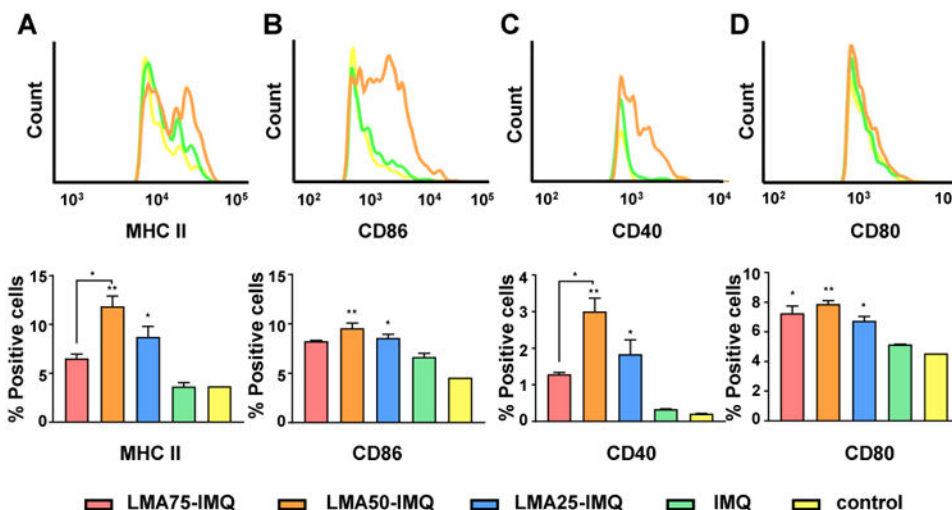 A B C D
Count Count Count Count
10³ 10⁴ 10⁵ 10² 10³ 10⁴ 10⁵ 10² 10³ 10⁴ 10² 10³ 10
MHC II CD86 CD40 CD80
% Positive cells % Positive cells % Positive cells % Positive cells
15 10 5 0
* ** *
15 10 5 0
** *
4 3 2 1 0
* ** *
10 8 6 4 2 0
* ** *
MHC II CD86 CD40 CD80
LMA75-IMQ LMA50-IMQ LMA25-IMQ IMQ control